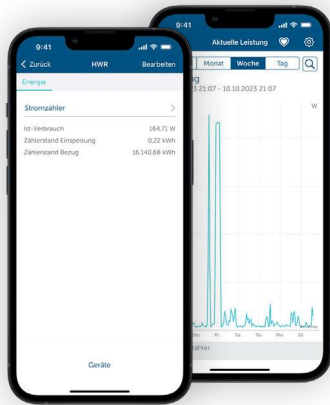 9:41
Zurück HWR Bearbeiten
Energie
Stromzähler
Ist-Verbrauch 164,71 W
Zählerstand Einspeisung 0,22 kWh
Zählerstand Bezug 16.140,68 kWh
Geräte
9:41
Aktuelle Leistung
Monat Woche Tag
21:07 - 10.10.2023 21:07
W
Fr. Sa. So. Mo. Di.